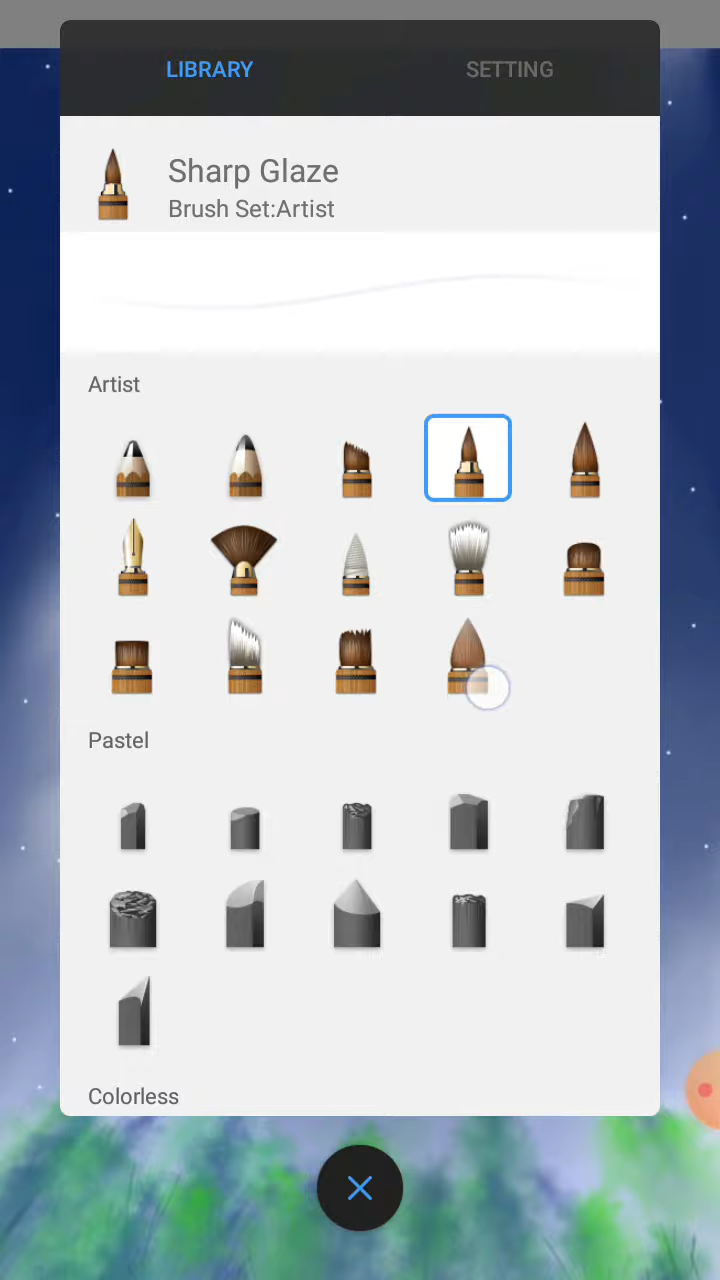 LIBRARY
SETTING
Sharp Glaze
Brush Set:Artist
Artist
Pastel
Colorless